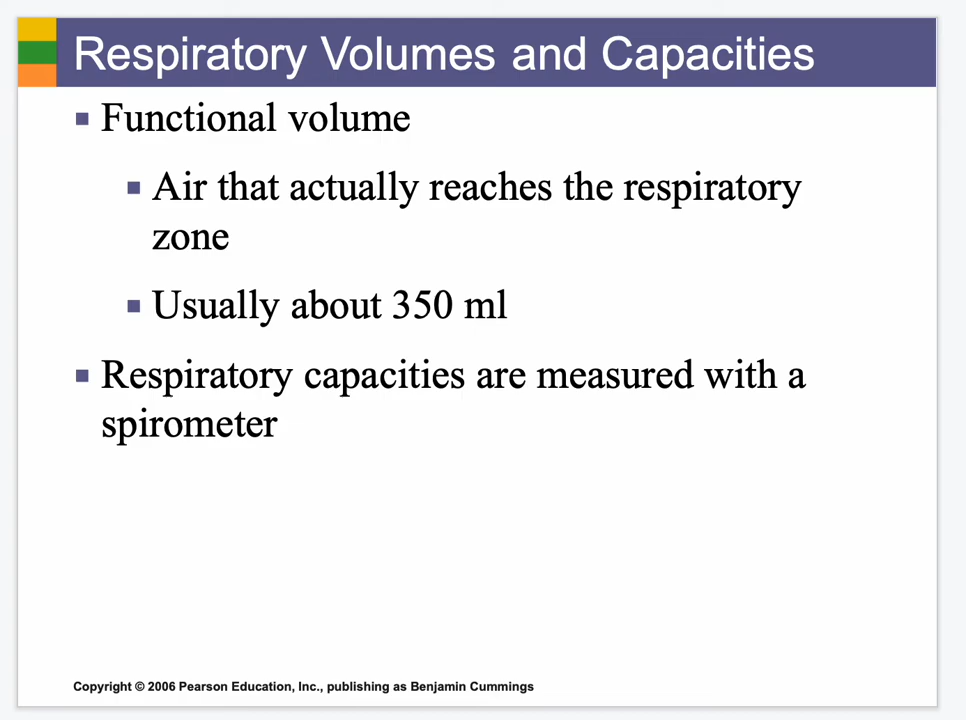 Respiratory Volumes and Capacities
Functional volume
Air that actually reaches the respiratory
zone
Usually about 350 ml
Respiratory capacities are measured with a
spirometer
Copyright © 2006 Pearson Education, Inc., publishing as Benjamin Cummings